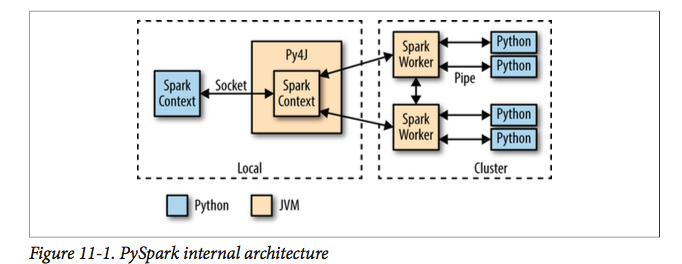 Py4J
Spark
Context
Socket
Spark
Context
Local
Spark
Worker
Python
Python
Pipe
Spark
Worker
Python
Python
Cluster
Python
JVM
Figure 11-1. PySpark internal architecture